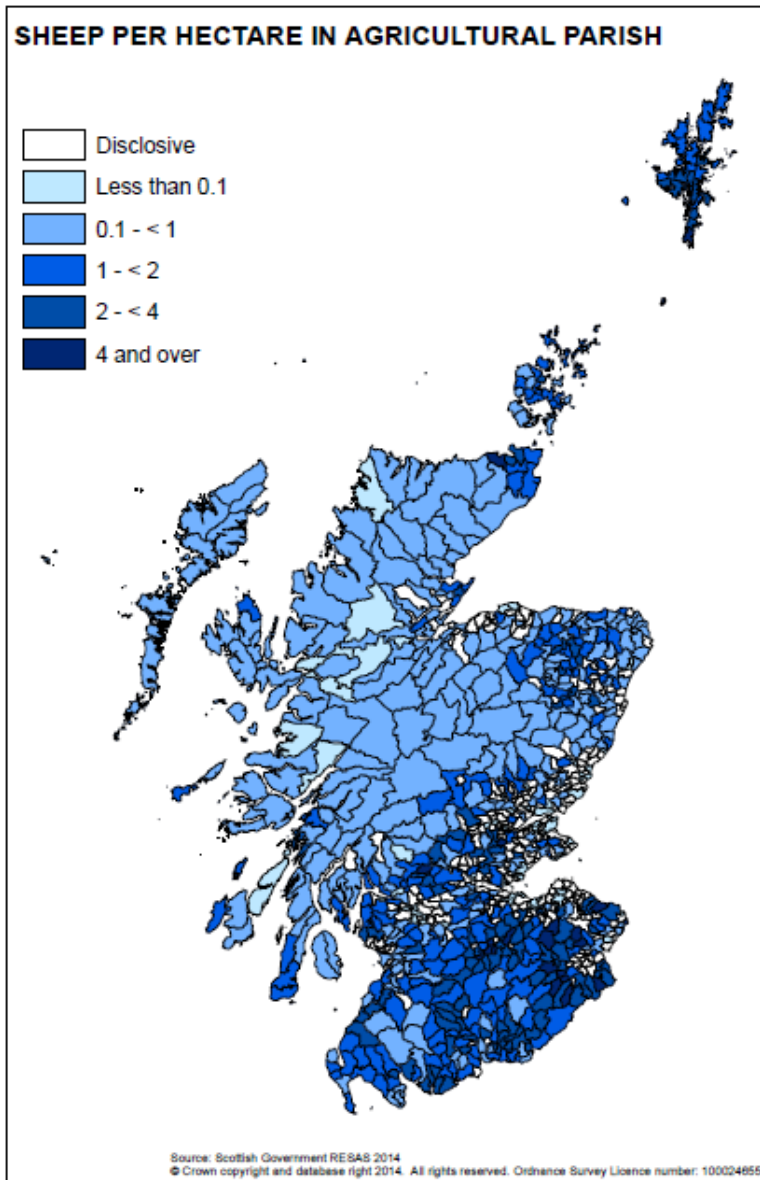 SHEEP PER HECTARE IN AGRICULTURAL PARISH
Disclosive
Less than 0.1
0.1 - < 1
1 - < 2
2 - < 4
4 and over
Source: Scottish Government RESAS 2014
© Crown copyright and database right 2014. All rights reserved. Ordnance Survey Licence number: 100024655